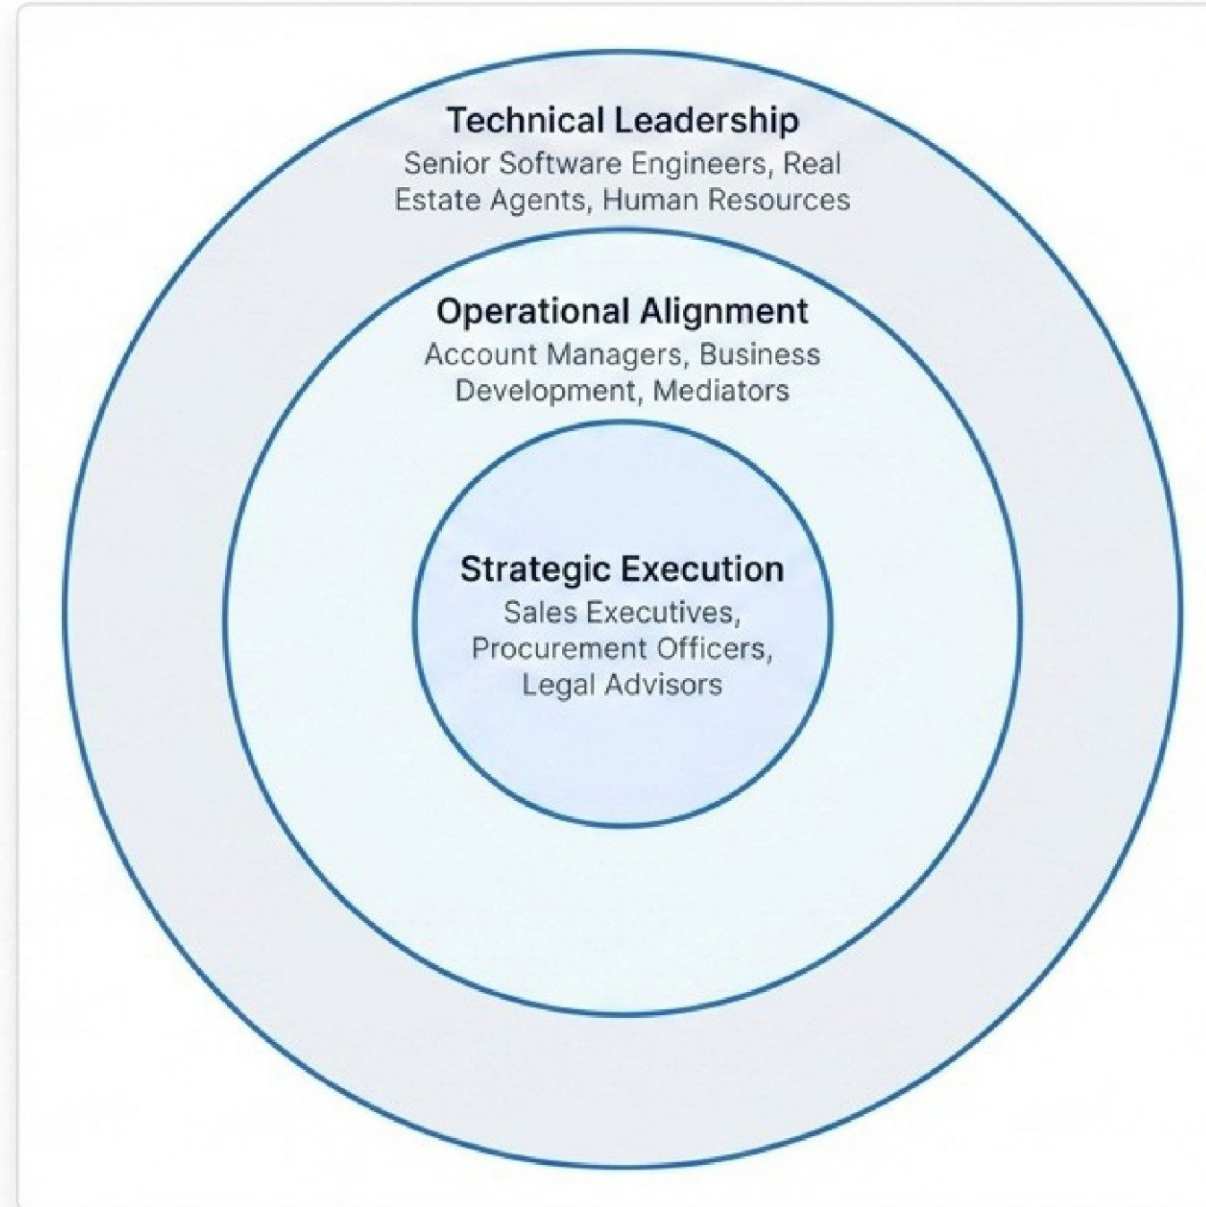 Technical Leadership
Senior Software Engineers, Real
Estate Agents, Human Resources
Operational Alignment
Account Managers, Business
Development, Mediators
Strategic Execution
Sales Executives,
Procurement Officers,
Legal Advisors